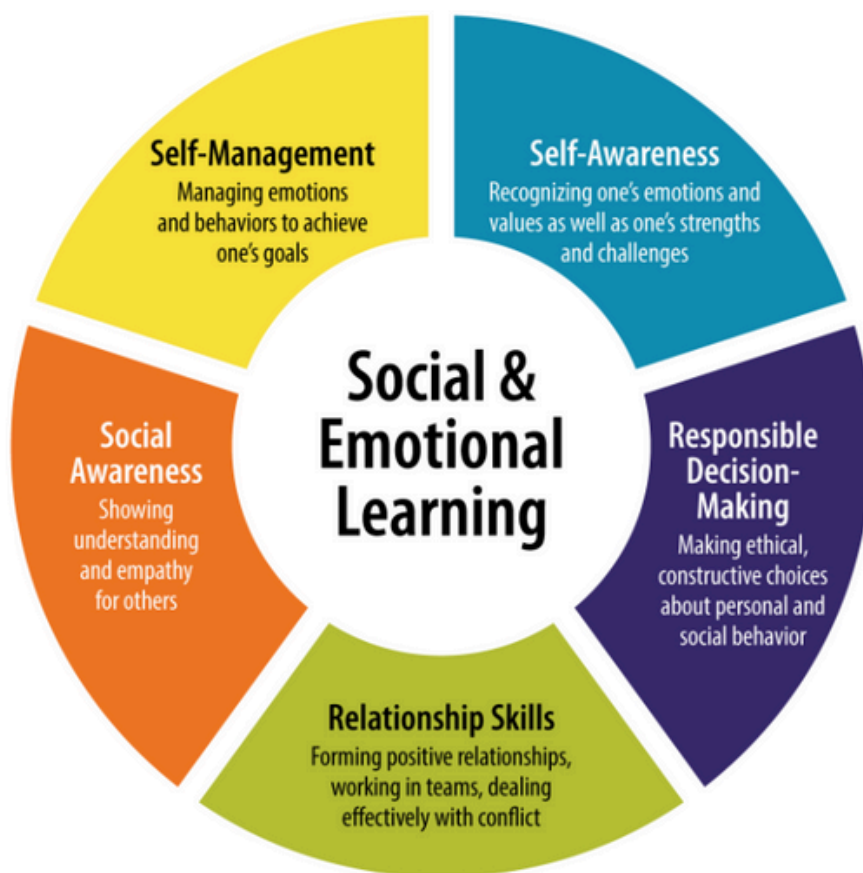 Self-Management
Managing emotions
and behaviors to achieve
one's goals
Self-Awareness
Recognizing one's emotions and
values as well as one's strengths
and challenges
Social &
Emotional
Learning
Social
Awareness
Showing
understanding
and empathy
for others
Responsible
Decision-
Making
Making ethical,
constructive choices
about personal and
social behavior
Relationship Skills
Forming positive relationships,
working in teams, dealing
effectively with conflict